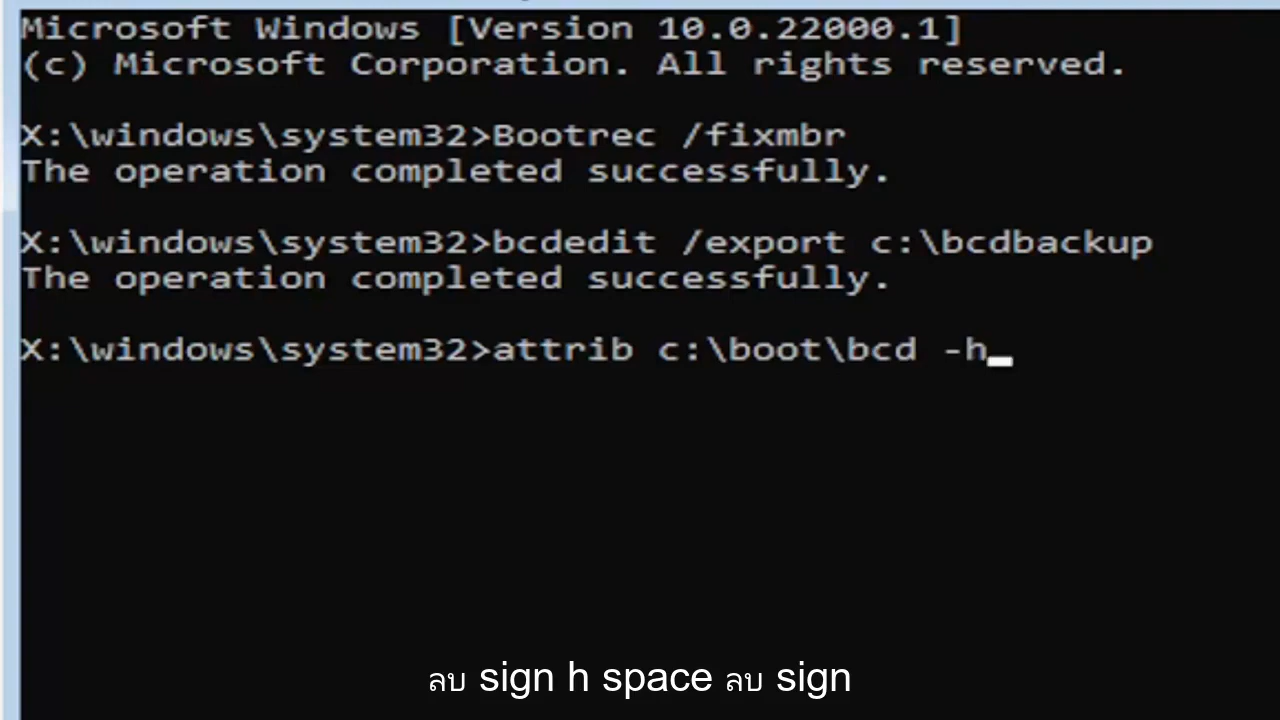 Microsoft Windows [Version 10.0.22000.1]
(c) Microsoft Corporation. All rights reserved.
X:\windows\system32>Bootrec /fixmbr
The operation completed successfully.
X:\windows\system32>bcdedit /export c:\bcdbackup
The operation completed successfully.
X:\windows\system32>attrib c:\boot\bcd -h
ลบ sign h space ลบ sign